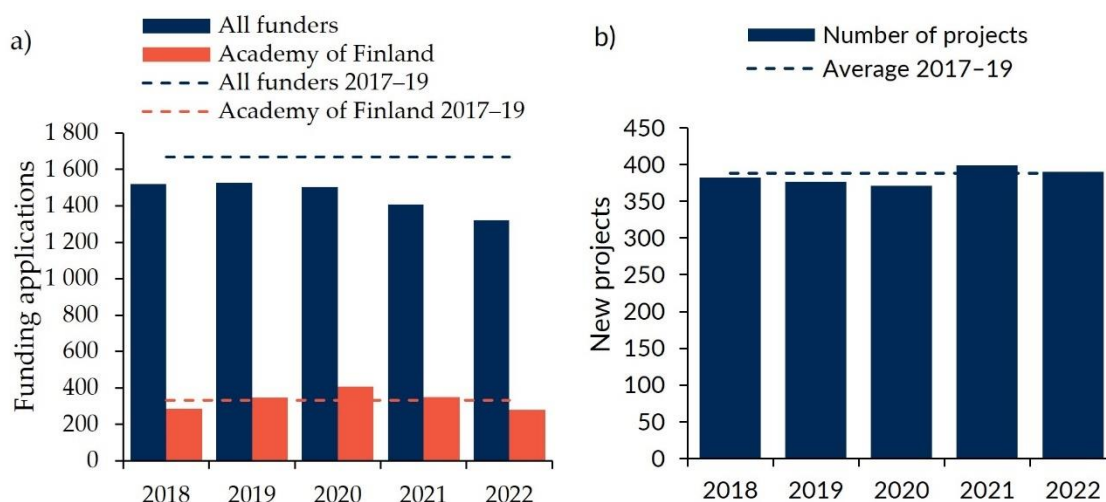 a)
All funders
Academy of Finland
All funders 2017–19
Academy of Finland 2017–19
Funding applications
1 800
1 600
1 400
1 200
1 000
800
600
400
200
0
2018 2019 2020 2021 2022
b)
Number of projects
Average 2017–19
New projects
450
400
350
300
250
200
150
100
50
0
2018 2019 2020 2021 2022